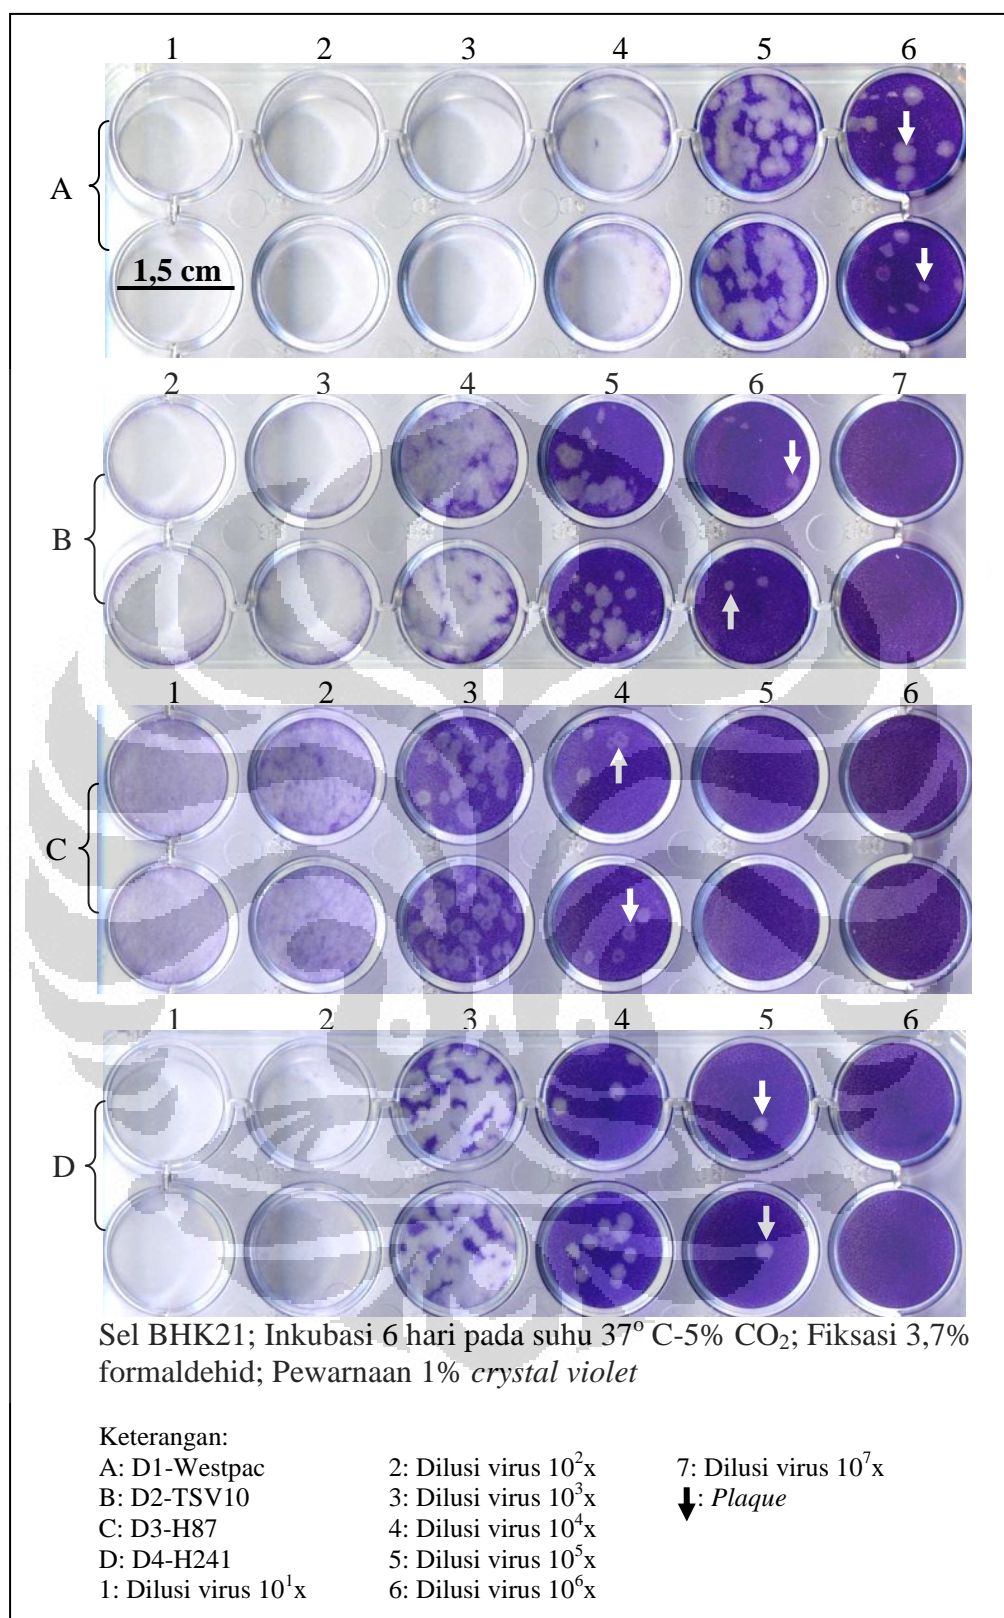 1 2 3 4 5 6
A
1,5 cm
2 3 4 5 6 7
B
1 2 3 4 5 6
C
1 2 3 4 5 6
D
Sel BHK21; Inkubasi 6 hari pada suhu 37° C-5% CO₂; Fiksasi 3,7%
formaldehid; Pewarnaan 1% crystal violet
Keterangan:
A: D1-Westpac 2: Dilusi virus 10²x 7: Dilusi virus 10⁷x
B: D2-TSV10 3: Dilusi virus 10³x : Plaque
C: D3-H87 4: Dilusi virus 10⁴x
D: D4-H241 5: Dilusi virus 10⁵x
1: Dilusi virus 10¹x 6: Dilusi virus 10⁶x